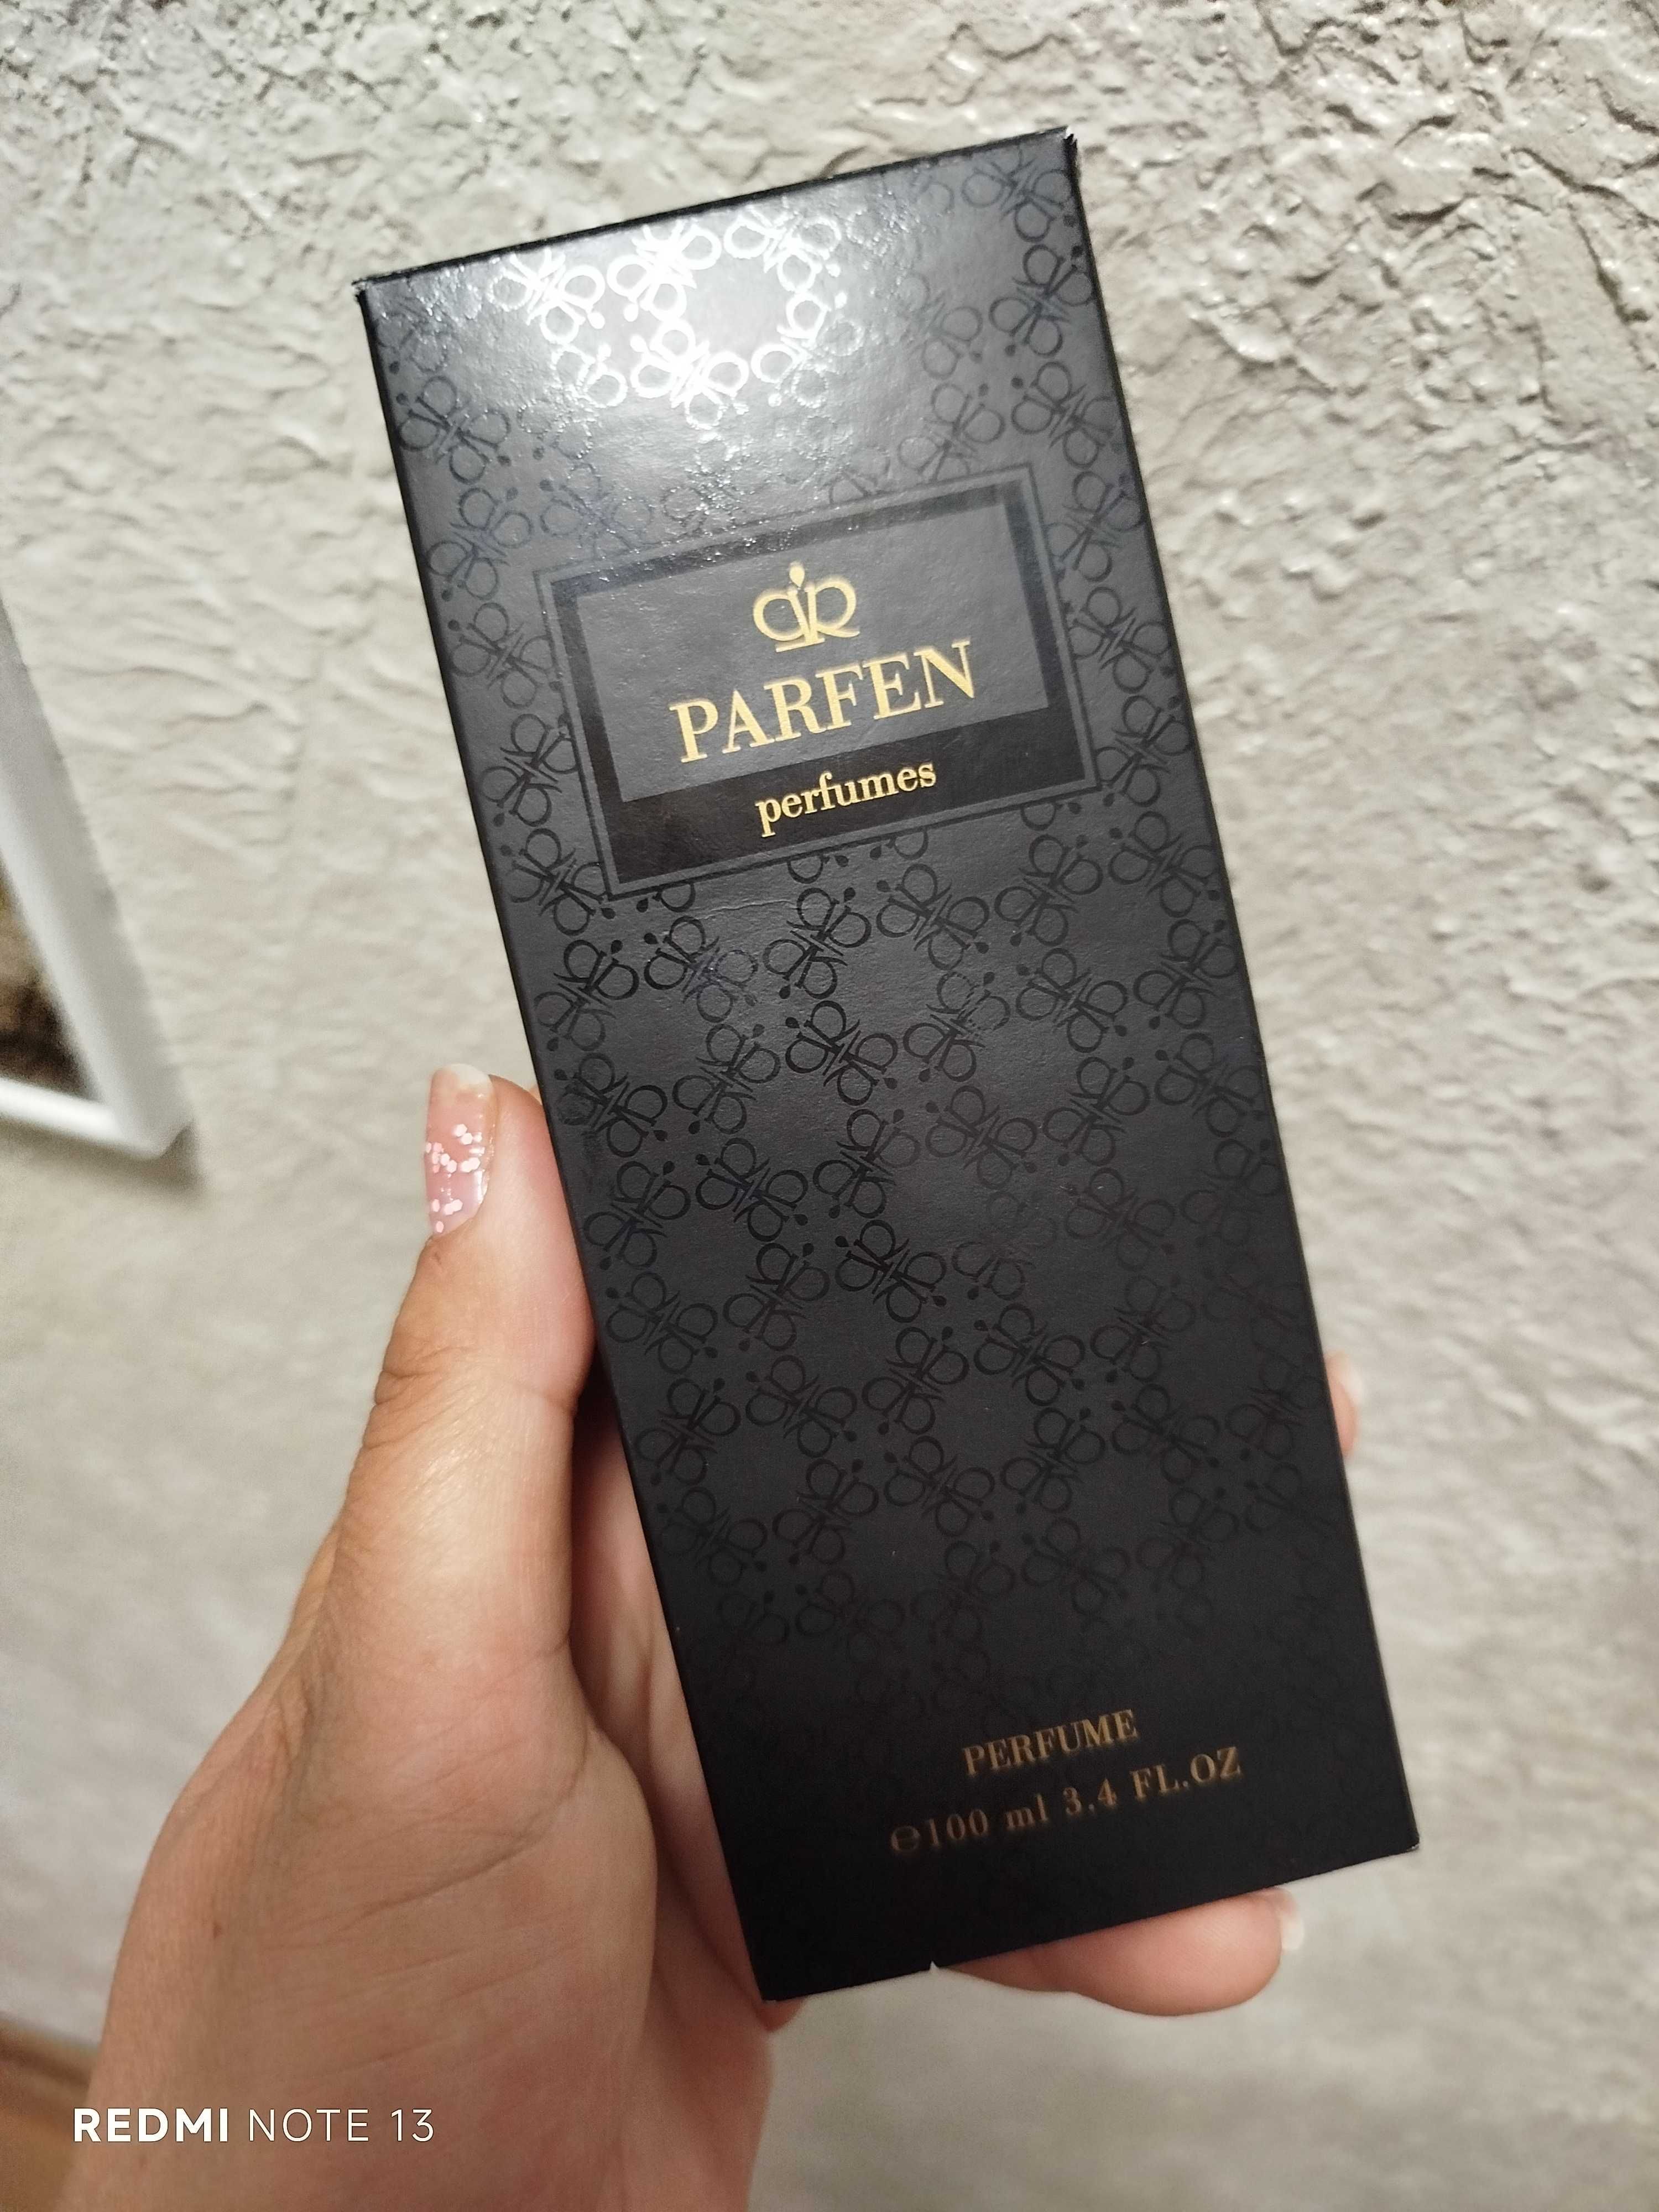 PARFEN
perfumes
PERFUME
℮100 ml 3.4 FL.OZ
REDMI NOTE 13